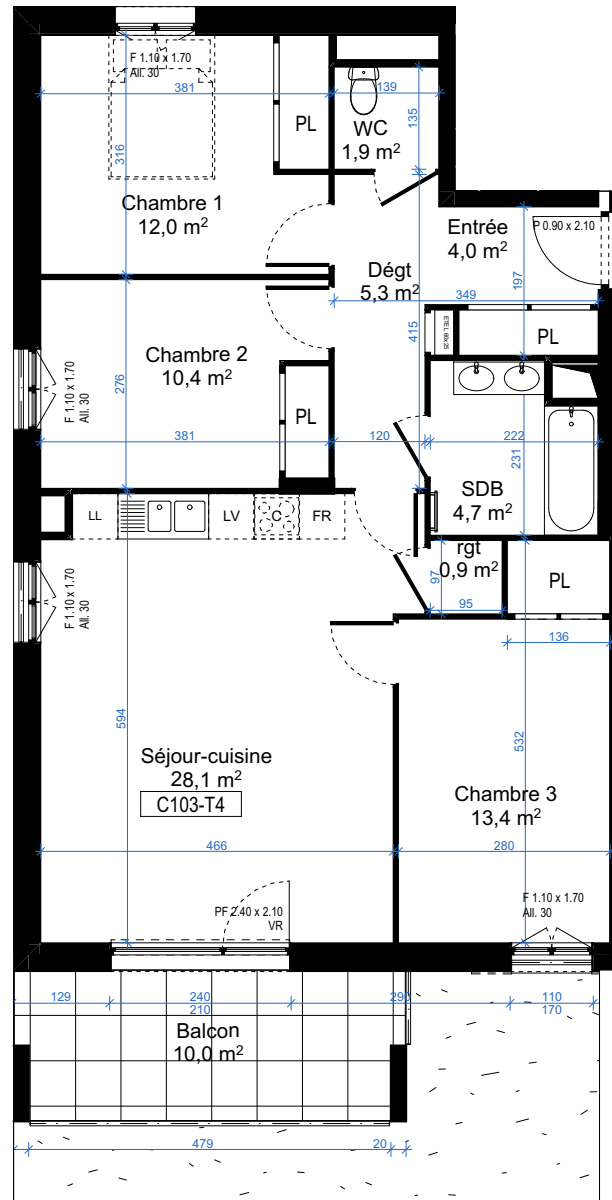 F 1.10 x 1.70
All. 30
381
139
PL
WC
1,9 m²
135
316
Chambre 1
12,0 m²
Entrée
4,0 m²
P 0.90 x 2.10
Dégt
5,3 m²
197
349
415
ETEL 60x25
PL
Chambre 2
10,4 m²
F 1.10 x 1.70
All. 30
276
PL
381
120
222
231
SDB
4,7 m²
LL
LV
C
FR
rgt
0,9 m²
97
95
PL
F 1.10 x 1.70
All. 30
136
594
532
Séjour-cuisine
28,1 m²
C103-T4
Chambre 3
13,4 m²
466
280
PF 2.40 x 2.10
VR
F 1.10 x 1.70
All. 30
129
240
210
290
110
170
Balcon
10,0 m²
479
20